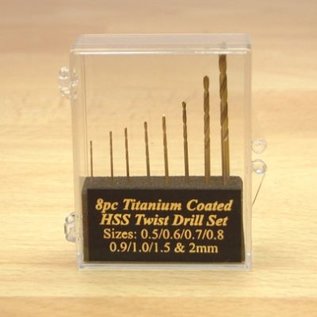 8pc Titanium Coated
HSS Twist Drill Set
Sizes: 0.5/0.6/0.7/0.8
0.9/1.0/1.5 & 2mm